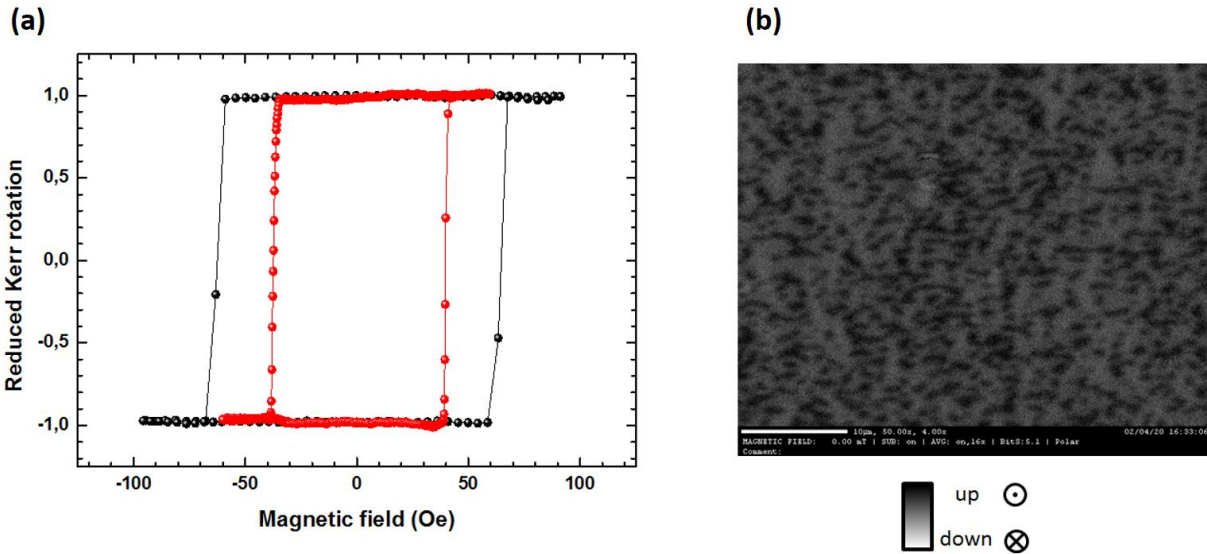 (a)
(b)
1,0
0,5
0,0
-0,5
-1,0
Reduced Kerr rotation
-100
-50
0
50
100
Magnetic field (Oe)
10µm, 50.00x, 4.00x
02/04/20 16:33:06
MAGNETIC FIELD: 0.00 mT | SUB: on | AVG: on,16x | BitS:5.1 | Polar
Comment:
up
down